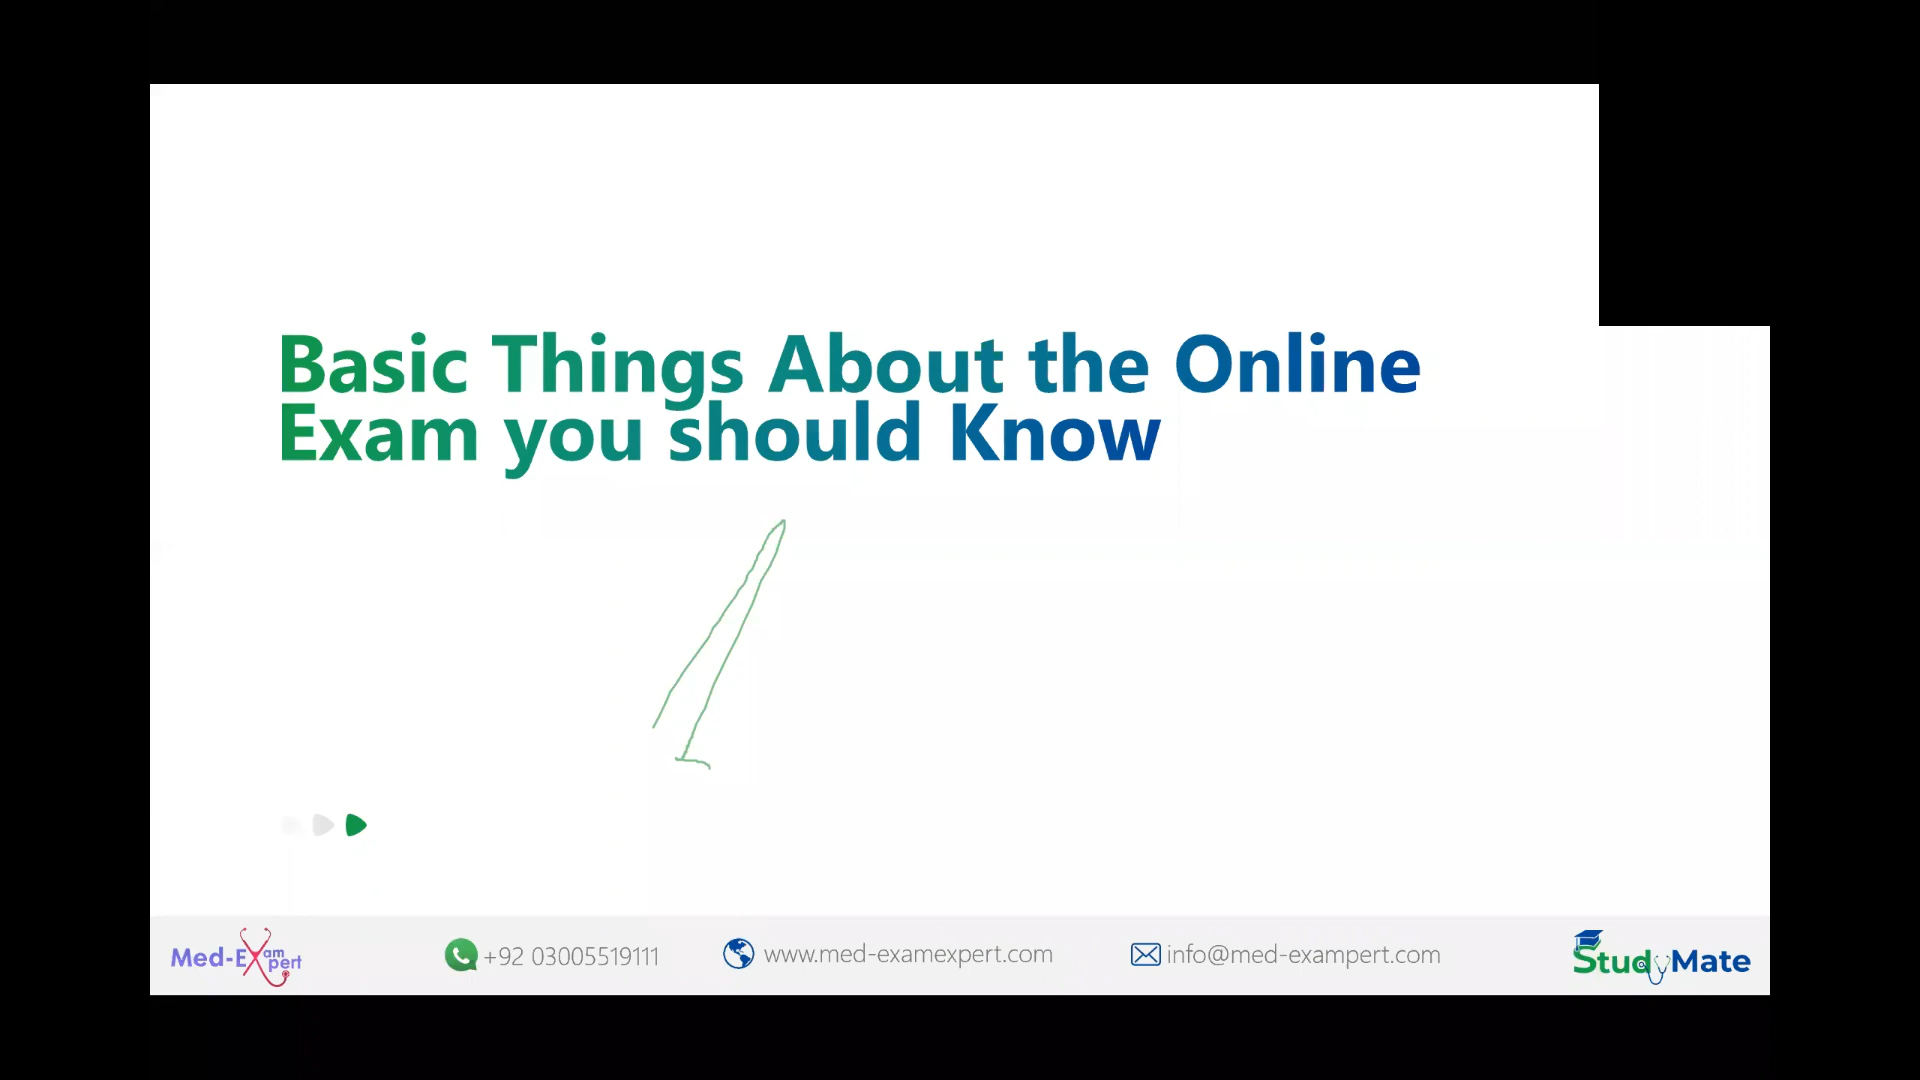 Basic Things About the Online
Exam you should Know
Med-Exam Expert
+92 03005519111
www.med-examexpert.com
info@med-exampert.com
StudyMate